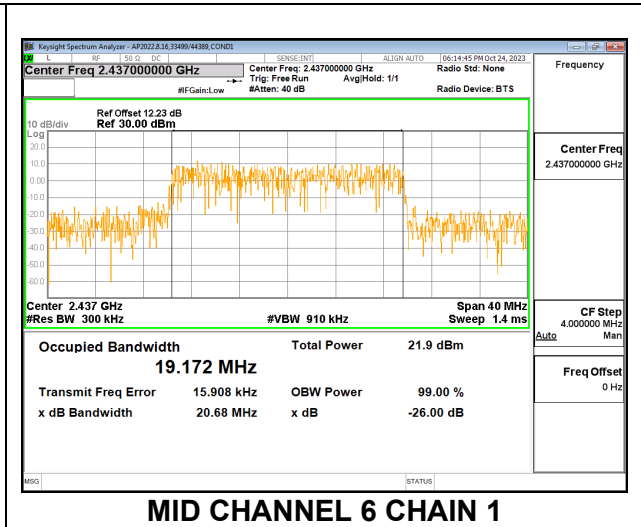 Keysight Spectrum Analyzer - AP2022.8.16,33499/44389,COND1
LXI L RF 50 Ω DC SENSE:INT ALIGN AUTO 06:14:45 PM Oct 24, 2023
Center Freq 2.437000000 GHz
Center Freq: 2.437000000 GHz Radio Std: None
Trig: Free Run Avg|Hold: 1/1
#IFGain:Low #Atten: 40 dB Radio Device: BTS
Frequency
Ref Offset 12.23 dB
10 dB/div Ref 30.00 dBm
Log
20.0
10.0
0.00
-10.0
-20.0
-30.0
-40.0
-50.0
-60.0
Center Freq
2.437000000 GHz
Center 2.437 GHz Span 40 MHz
#Res BW 300 kHz #VBW 910 kHz Sweep 1.4 ms
CF Step
4.000000 MHz
Auto Man
Occupied Bandwidth Total Power 21.9 dBm
19.172 MHz
Transmit Freq Error 15.908 kHz OBW Power 99.00 %
x dB Bandwidth 20.68 MHz x dB -26.00 dB
Freq Offset
0 Hz
MSG STATUS
MID CHANNEL 6 CHAIN 1